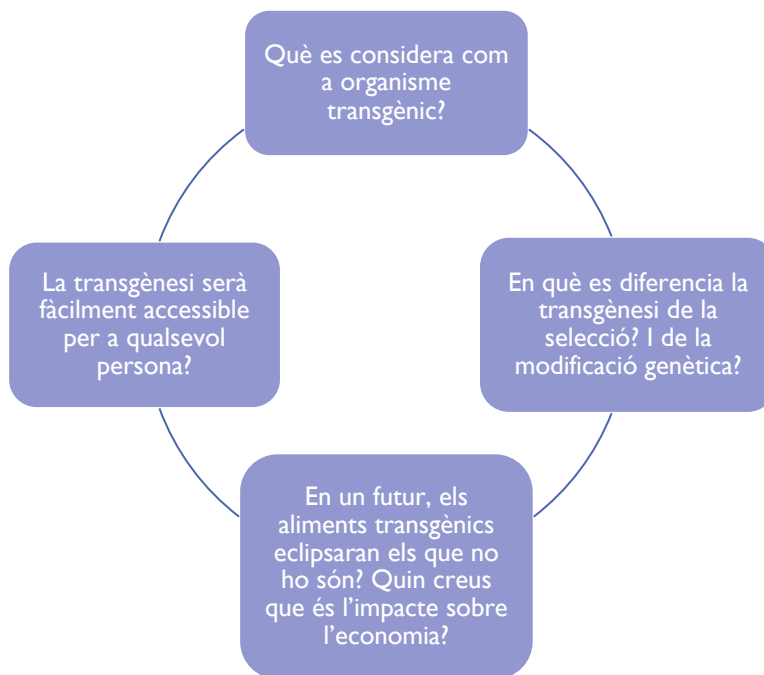 Què es considera com
a organisme
transgènic?
En què es diferencia la
transgènesi de la
selecció? I de la
modificació genètica?
En un futur, els
aliments transgènics
eclipsaran els que no
ho són? Quin creus
que és l’impacte sobre
l’economia?
La transgènesi serà
fàcilment accessible
per a qualsevol
persona?